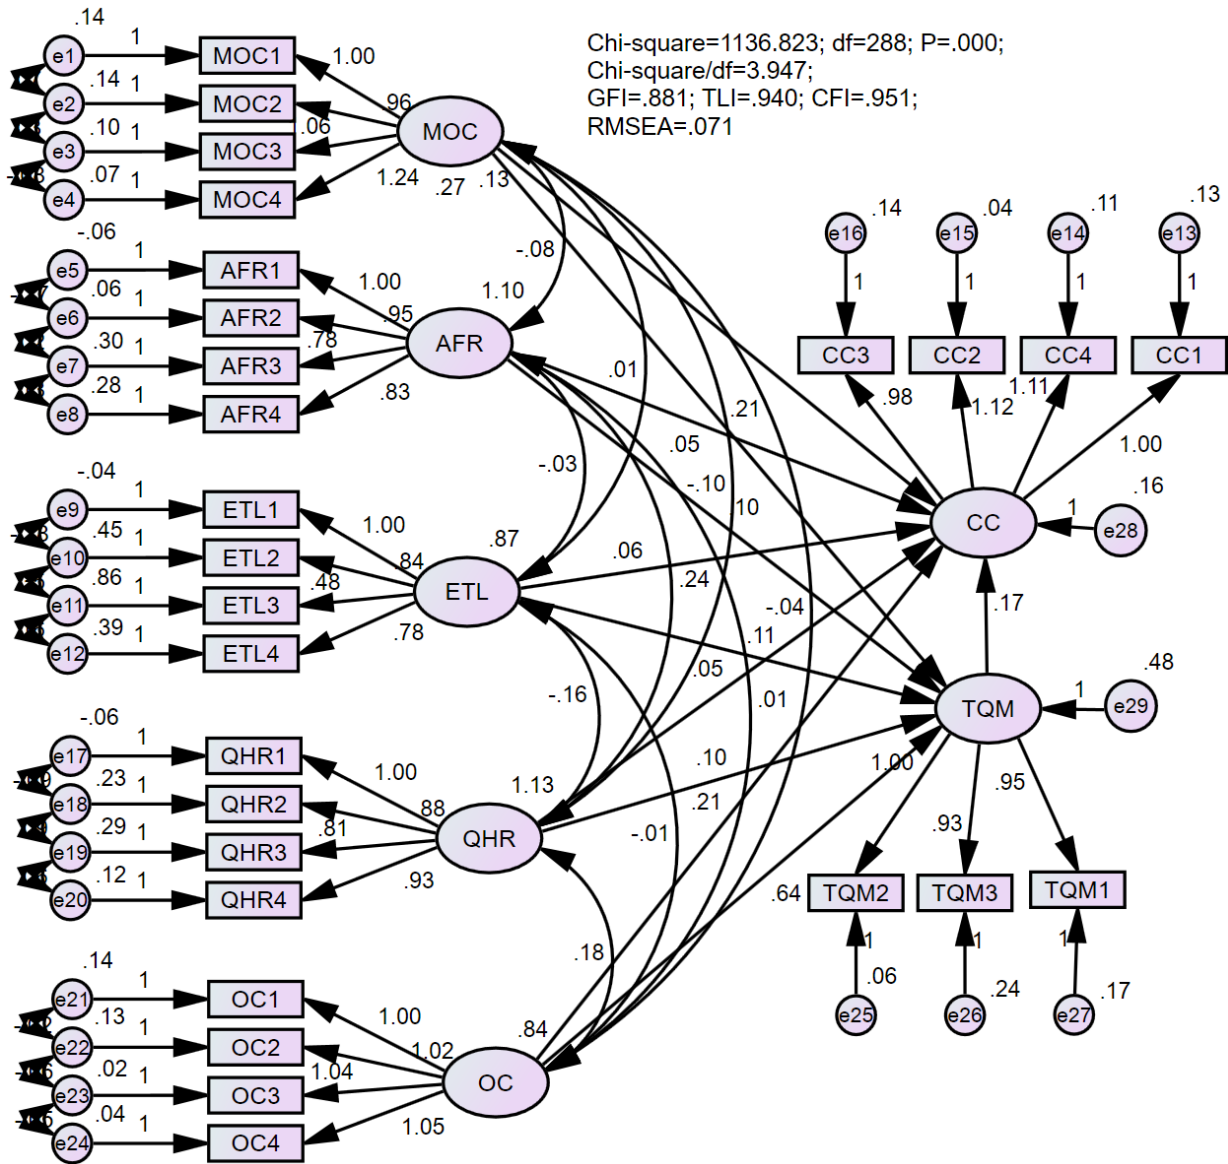 Chi-square=1136.823; df=288; P=.000;
Chi-square/df=3.947;
GFI=.881; TLI=.940; CFI=.951;
RMSEA=.071
.14
e1
1
MOC1
1.00
.14
e2
1
MOC2
.96
.10
e3
1
MOC3
.07
e4
1
MOC4
1.24
MOC
.27
.13
-.08
-.06
e5
1
AFR1
1.00
.06
e6
1
AFR2
.95
.30
e7
1
AFR3
.78
.28
e8
1
AFR4
.83
AFR
1.10
.01
.21
.05
-.03
-.10
-.04
e9
1
ETL1
1.00
.45
e10
1
ETL2
.84
.86
e11
1
ETL3
.48
.39
e12
1
ETL4
.78
ETL
.87
.06
.24
-.04
.11
.05
.01
-.16
-.06
e17
1
QHR1
1.00
.23
e18
1
QHR2
.29
e19
1
QHR3
.81
.12
e20
1
QHR4
.93
QHR
1.13
.10
.21
-.01
.18
.64
.14
e21
1
OC1
1.00
.13
e22
1
OC2
1.02
.02
e23
1
OC3
1.04
.04
e24
1
OC4
1.05
OC
.84
e16
.14
e15
.04
e14
.11
e13
.13
1
1
1
1
CC3
CC2
CC4
CC1
.98
1.12
1.11
1.00
CC
1
e28
.16
.17
TQM
1
e29
.48
1.00
.93
.95
TQM2
TQM3
TQM1
1
1
1
.06
.24
.17
e25
e26
e27